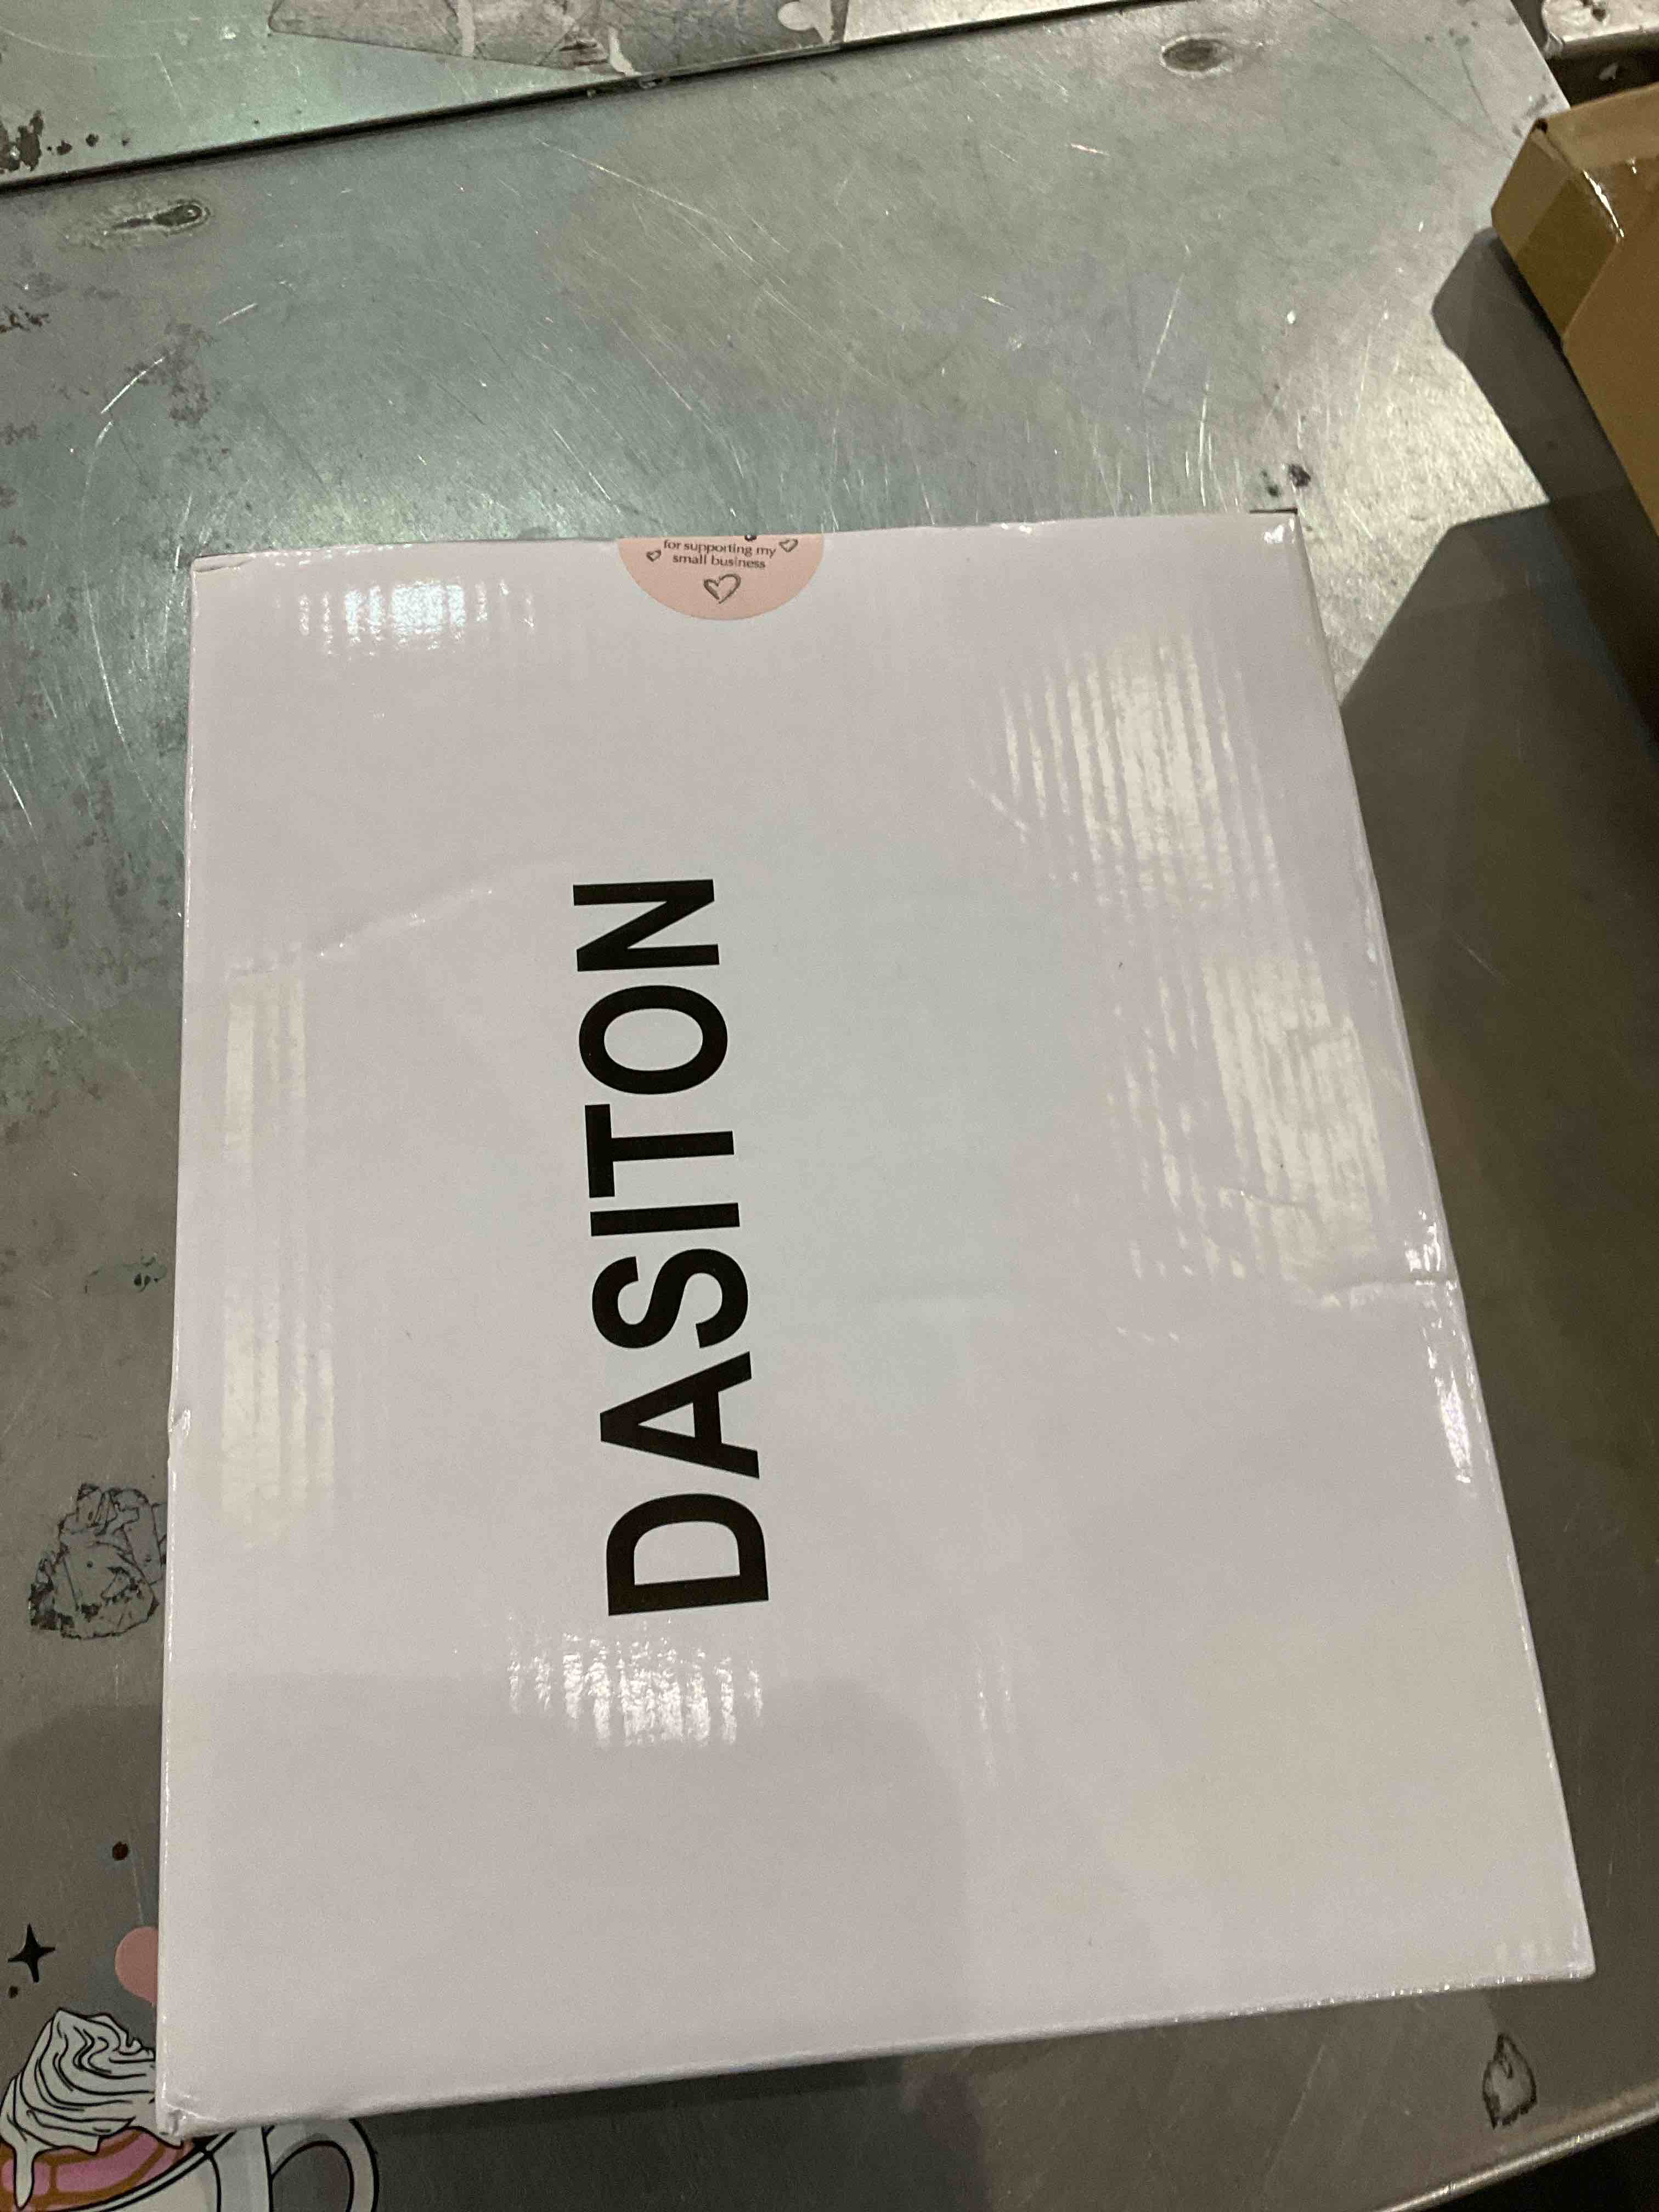 for supporting my
small business
DASITON